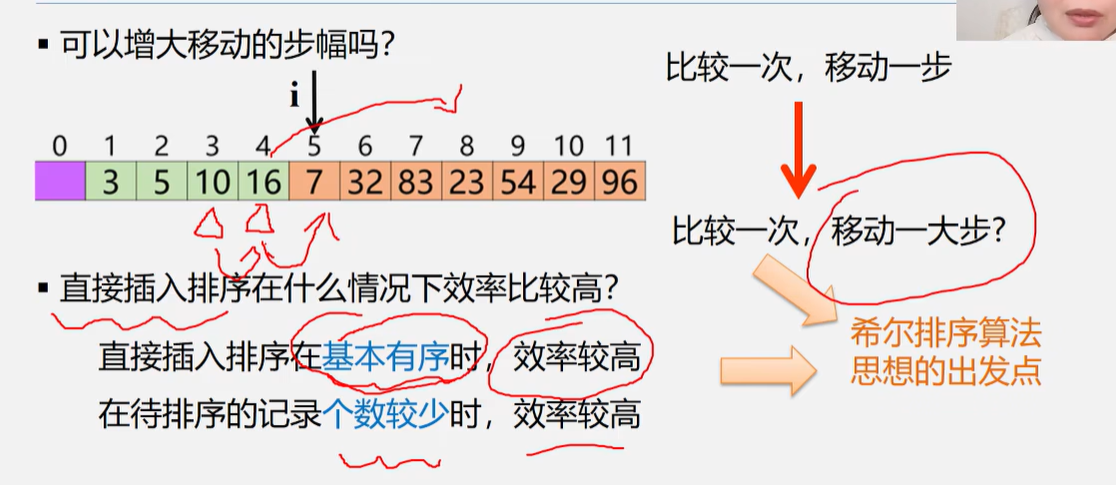 ▪ 可以增大移动的步幅吗?
比较一次，移动一步
i
0 1 2 3 4 5 6 7 8 9 10 11
3 5 10 16 7 32 83 23 54 29 96
比较一次，移动一大步?
▪ 直接插入排序在什么情况下效率比较高?
直接插入排序在基本有序时，效率较高
在待排序的记录个数较少时，效率较高
希尔排序算法
思想的出发点